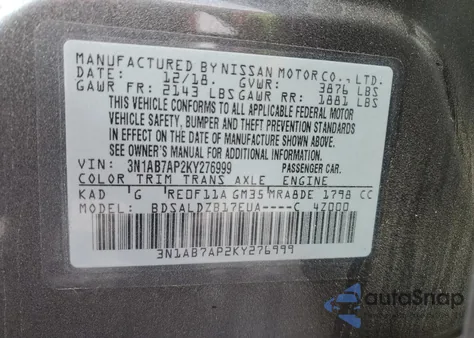 MANUFACTURED BY NISSAN MOTOR CO., LTD.
DATE: 12/18. GVWR: 3876 LBS
GAWR FR: 2143 LBS GAWR RR: 1881 LBS
THIS VEHICLE CONFORMS TO ALL APPLICABLE FEDERAL MOTOR
VEHICLE SAFETY, BUMPER AND THEFT PREVENTION STANDARDS
IN EFFECT ON THE DATE OF MANUFACTURE SHOWN ABOVE.
SEE OWNER'S MANUAL FOR ADDITIONAL INFORMATION.
VIN: 3N1AB7AP2KY276999 PASSENGER CAR.
COLOR TRIM TRANS AXLE ENGINE
KAD G RE0F11A GM35 MRA8DE 1798 CC
MODEL: BDSALDZB17EUA----C 4Z000
3N1AB7AP2KY276999
autoSnap